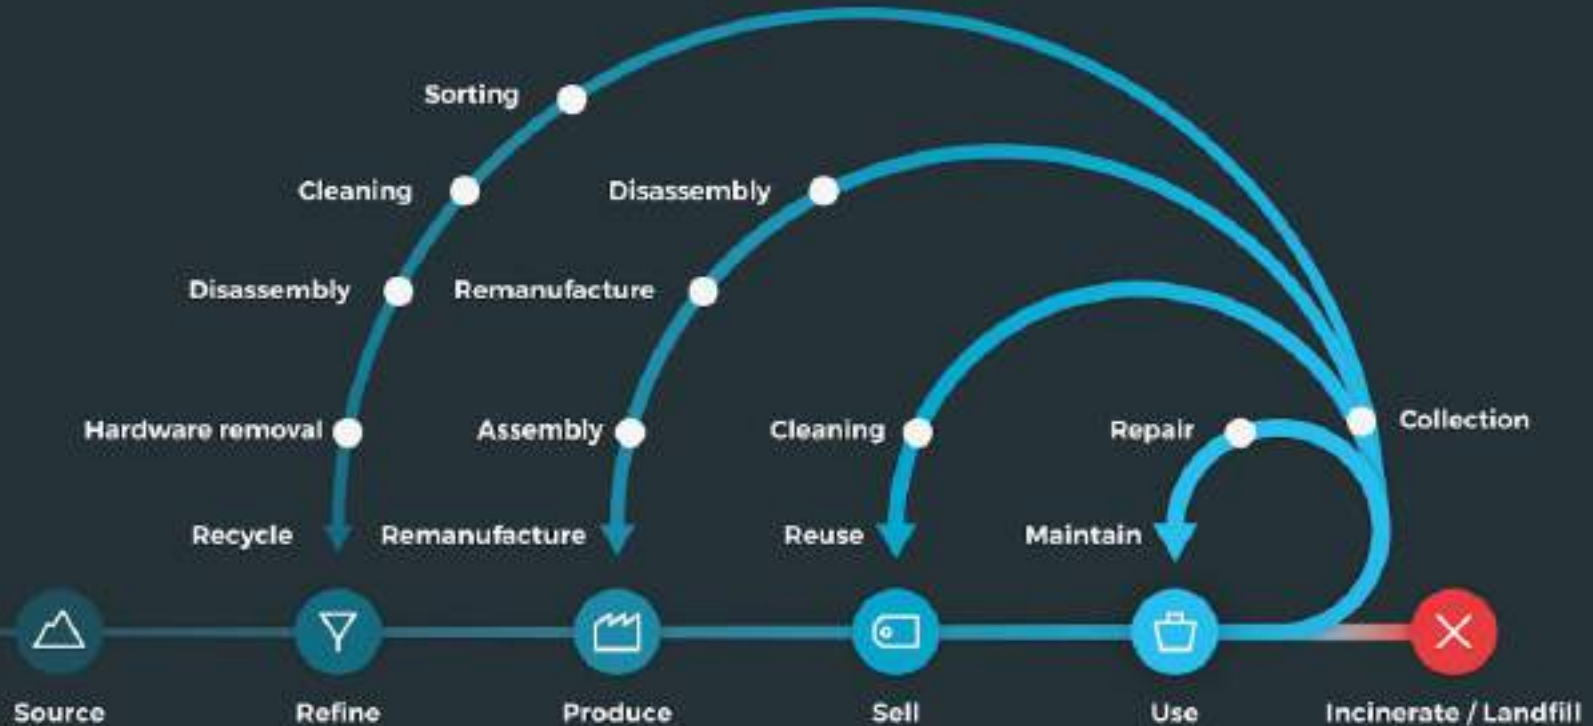 Sorting
Cleaning
Disassembly
Disassembly
Remanufacture
Hardware removal
Assembly
Cleaning
Repair
Collection
Recycle
Remanufacture
Reuse
Maintain
Source
Refine
Produce
Sell
Use
Incinerate / Landfill